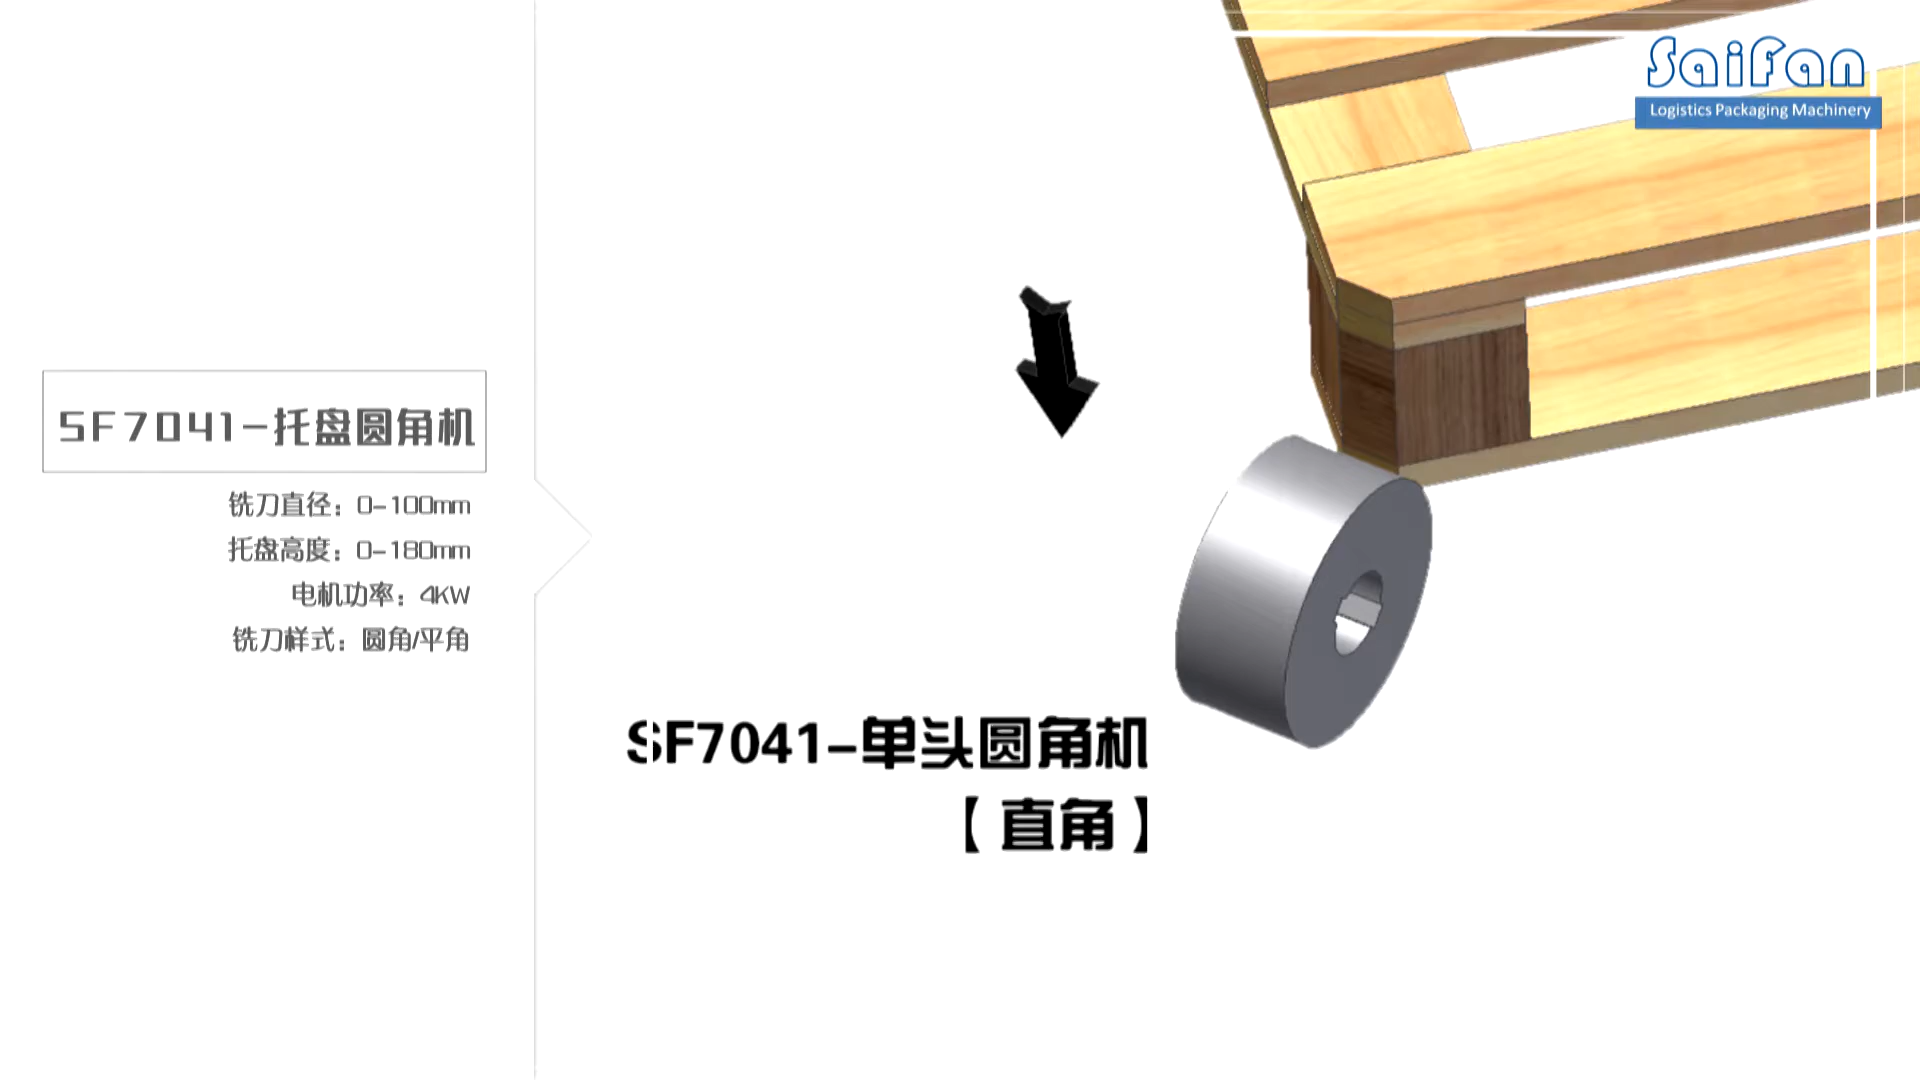 SaiFan
Logistics Packaging Machinery
SF7041-托盘圆角机
铣刀直径：0-100mm
托盘高度：0-180mm
电机功率：4KW
铣刀样式：圆角/平角
SF7041-单头圆角机
【直角】